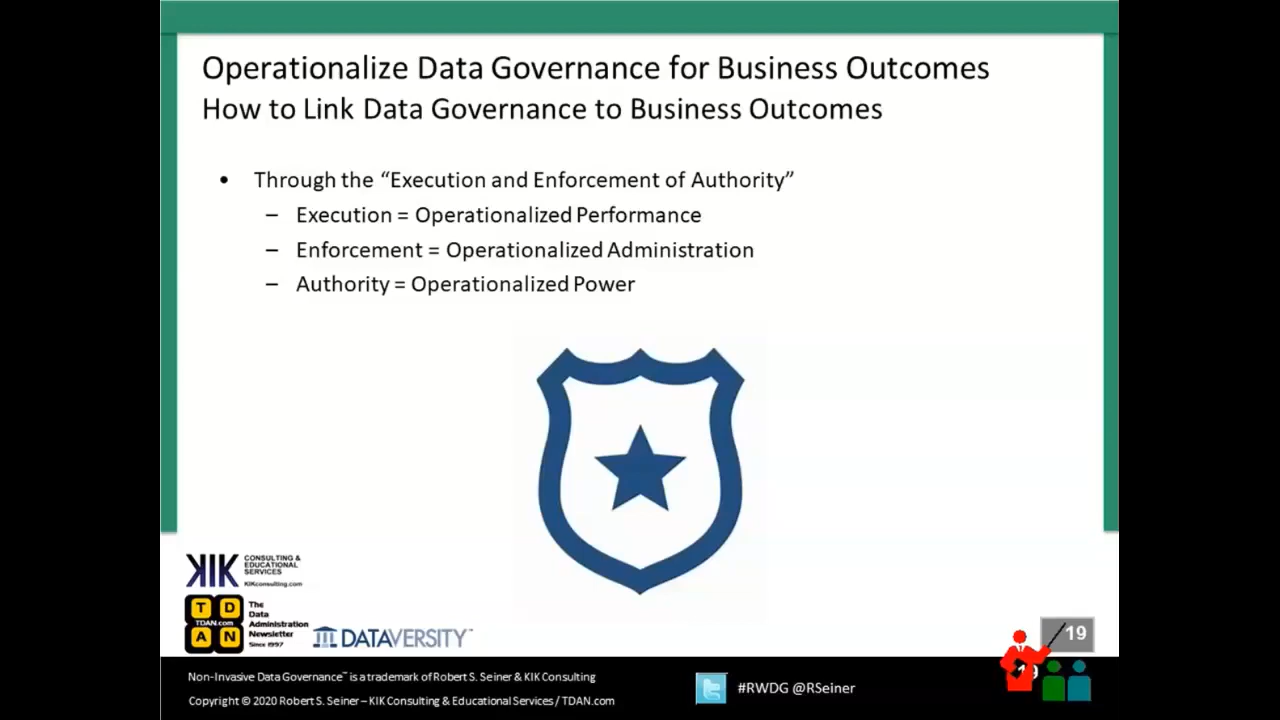 Operationalize Data Governance for Business Outcomes
How to Link Data Governance to Business Outcomes
• Through the “Execution and Enforcement of Authority”
– Execution = Operationalized Performance
– Enforcement = Operationalized Administration
– Authority = Operationalized Power
KIK
CONSULTING &
EDUCATIONAL
SERVICES
KIKconsulting.com
T D
TDAN.com
A N
The
Data
Administration
Newsletter
Since 1997
DATAVERSITY™
19
19
Non-Invasive Data Governance™ is a trademark of Robert S. Seiner & KIK Consulting
Copyright © 2020 Robert S. Seiner – KIK Consulting & Educational Services / TDAN.com
#RWDG @RSeiner